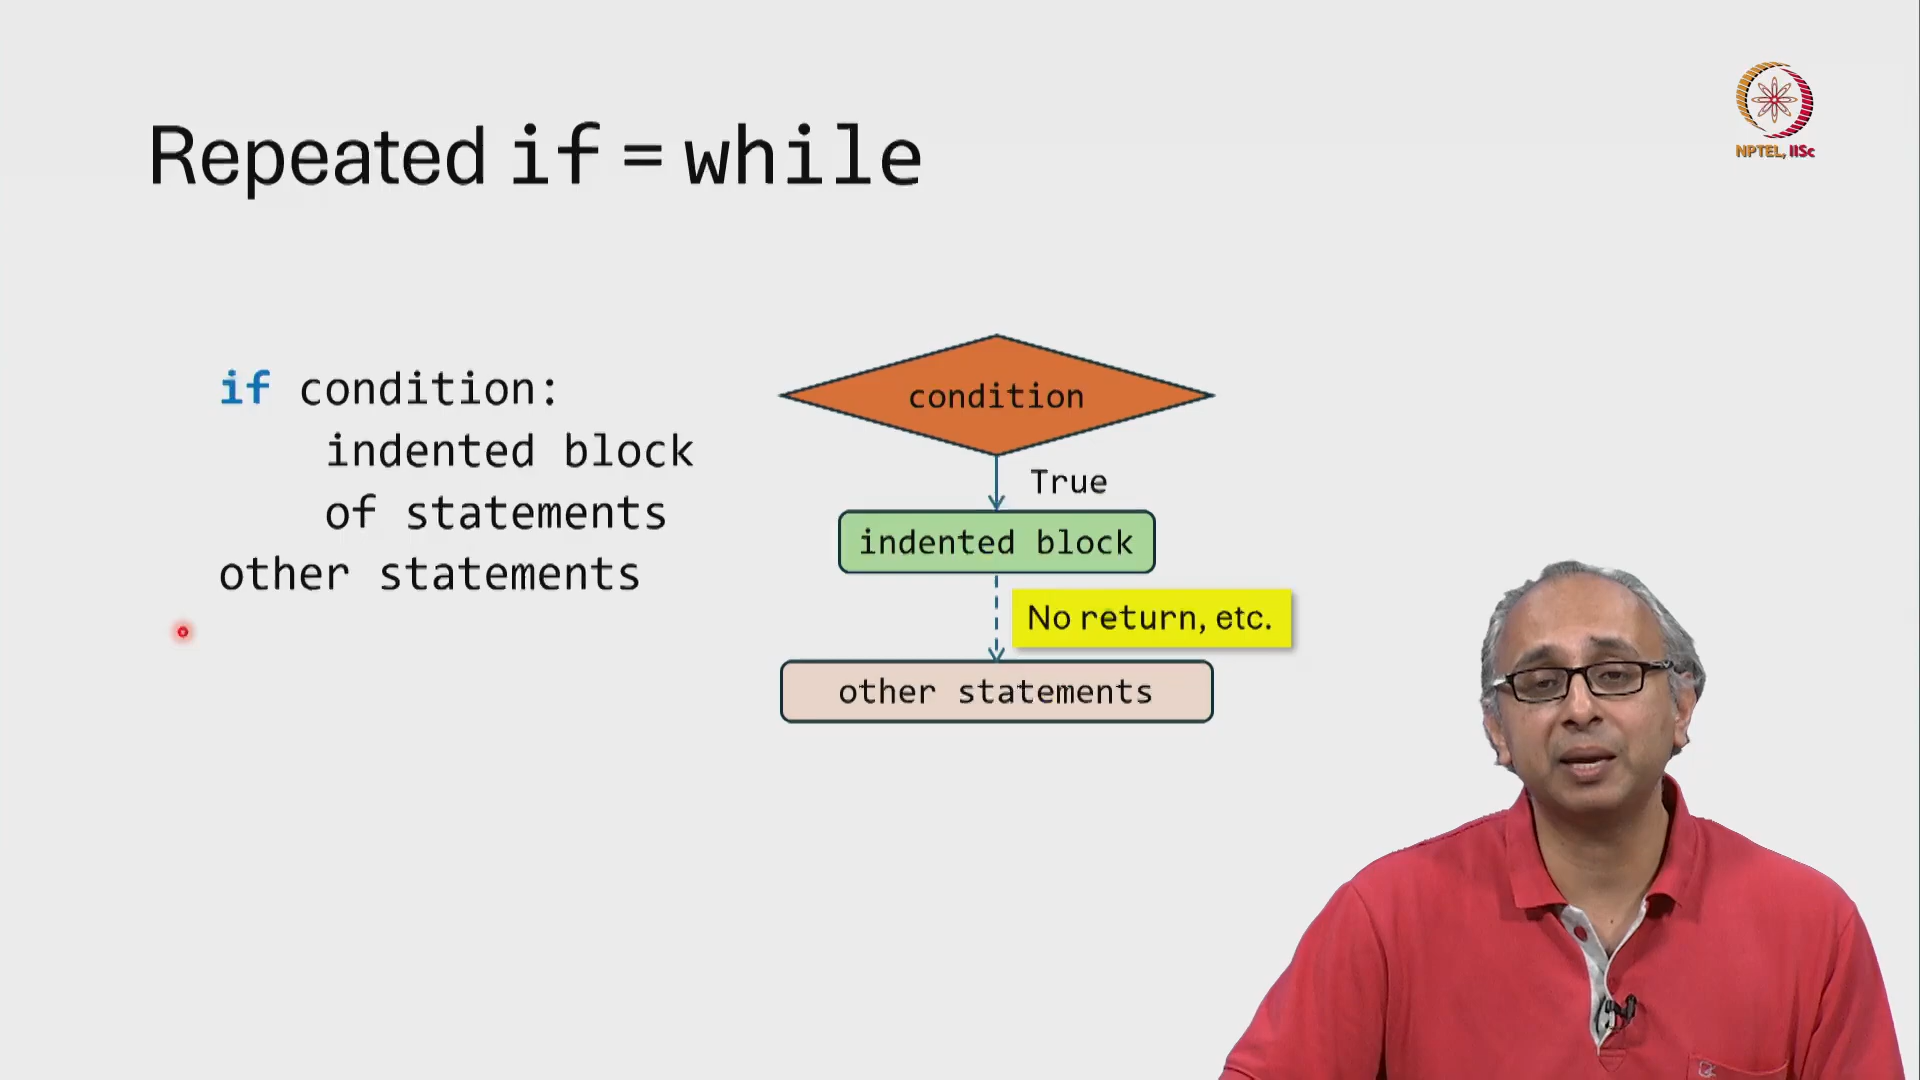 Repeated if = while
NPTEL, IISc
if condition:
indented block
of statements
other statements
condition
True
indented block
No return, etc.
other statements